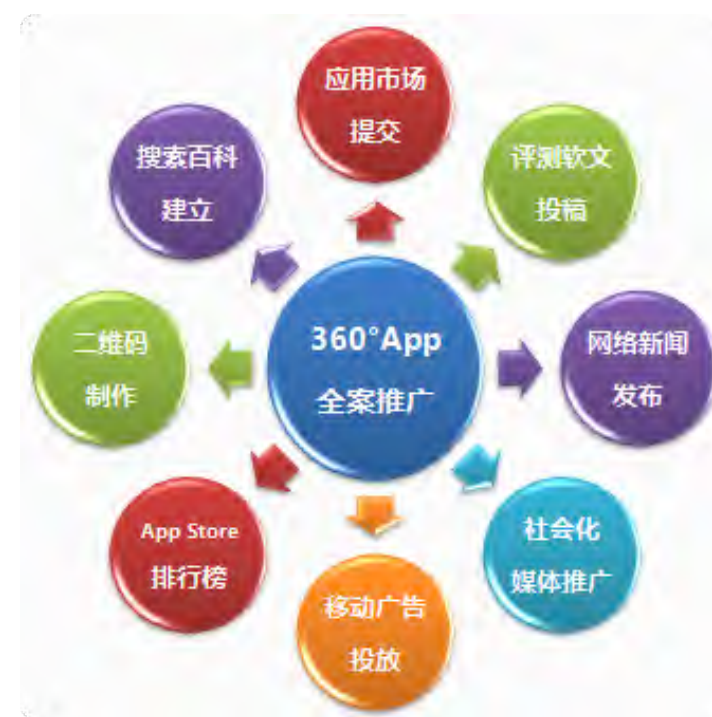 应用市场
提交
评测软文
投稿
网络新闻
发布
社会化
媒体推广
移动广告
投放
App Store
排行榜
二维码
制作
搜索百科
建立
360°App
全案推广